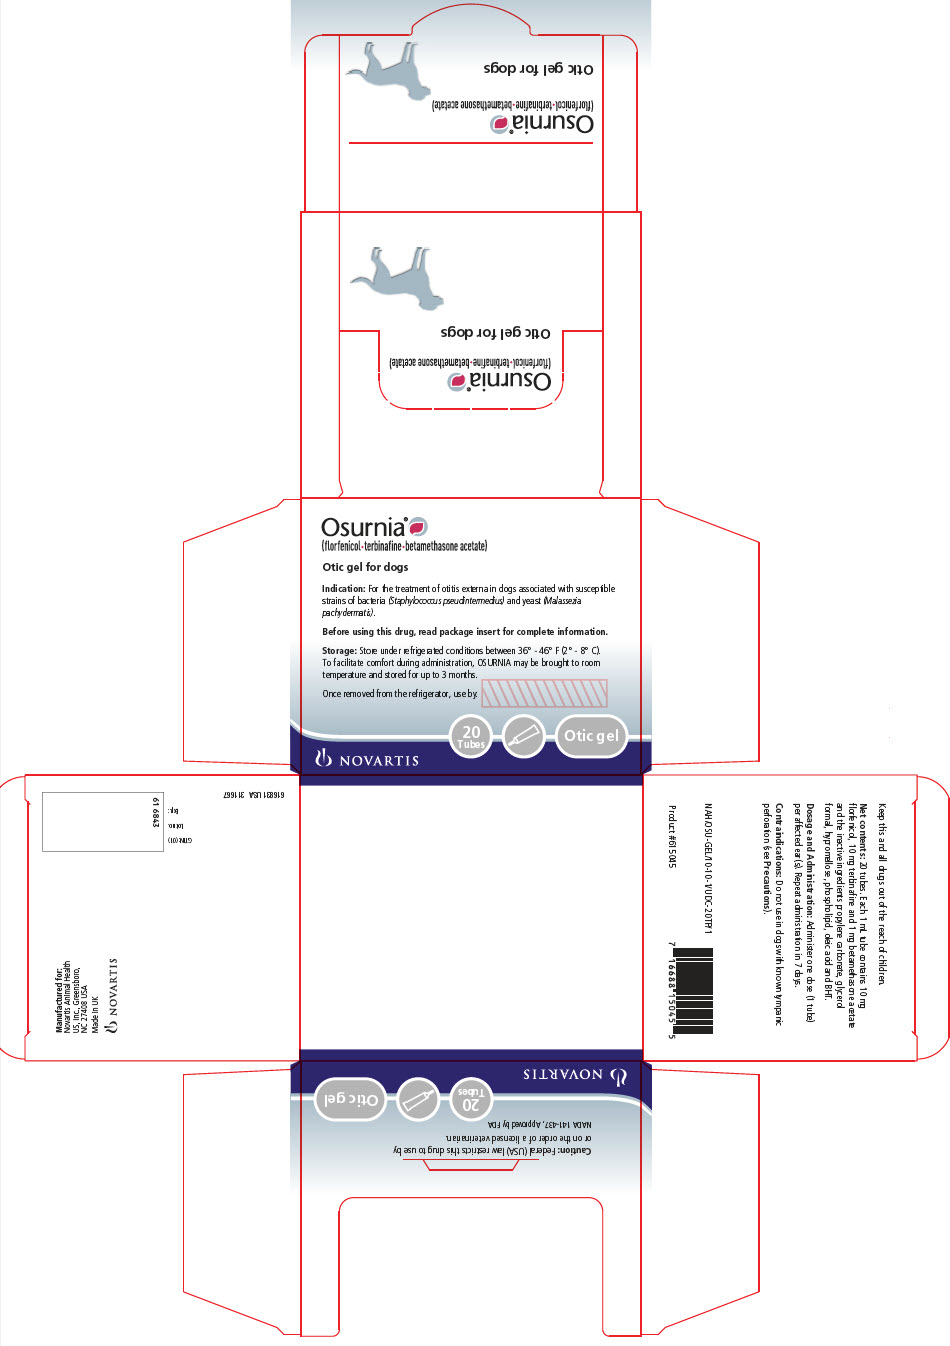 Otic gel for dogs
(florfenicol•terbinafine•betamethasone acetate)
Osurnia®
Otic gel for dogs
(florfenicol•terbinafine•betamethasone acetate)
Osurnia
Osurnia®
(florfenicol•terbinafine•betamethasone acetate)
Otic gel for dogs
Indication: For the treatment of otitis externa in dogs associated with susceptible
strains of bacteria (Staphylococcus pseudintermedius) and yeast (Malassezia
pachydermatis).
Before using this drug, read package insert for complete information.
Storage: Store under refrigerated conditions between 36° - 46° F (2° - 8° C).
To facilitate comfort during administration, OSURNIA may be brought to room
temperature and stored for up to 3 months.
Once removed from the refrigerator, use by:
20
Tubes
Otic gel
NOVARTIS
616831 USA 311667
61 6843
Exp.:
Lot no.:
GTIN: (01)
Manufactured for:
Novartis Animal Health
US, Inc., Greensboro,
NC 27408 USA
Made in UK
NOVARTIS
Keep this and all drugs out of the reach of children.
Net contents: 20 tubes. Each 1 mL tube contains 10 mg
florfenicol, 10 mg terbinafine and 1 mg betamethasone acetate
and the inactive ingredients propylene carbonate, glycerol
formal, hypromellose, phospholipid, oleic acid and BHT.
Dosage and Administration: Administer one dose (1 tube)
per affected ear(s). Repeat administration in 7 days.
Contraindications: Do not use in dogs with known tympanic
perforation (see Precautions).
NAH/OSU-GEL/10-10-1/UDC-20TP/1
Product #615045
7 16688 15045 5
NOVARTIS
20
Tubes
Otic gel
NADA 141-437, Approved by FDA
Caution: Federal (USA) law restricts this drug to use by
or on the order of a licensed veterinarian.